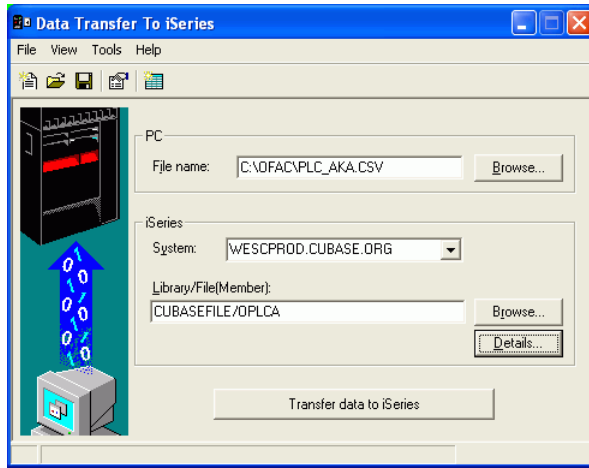 Data Transfer To iSeries
File View Tools Help
PC
File name: C:\OFAC\PLC_AKA.CSV Browse...
iSeries
System: WESCPROD.CUBASE.ORG
Library/File(Member):
CUBASEFILE/OPLCA Browse...
Details...
Transfer data to iSeries